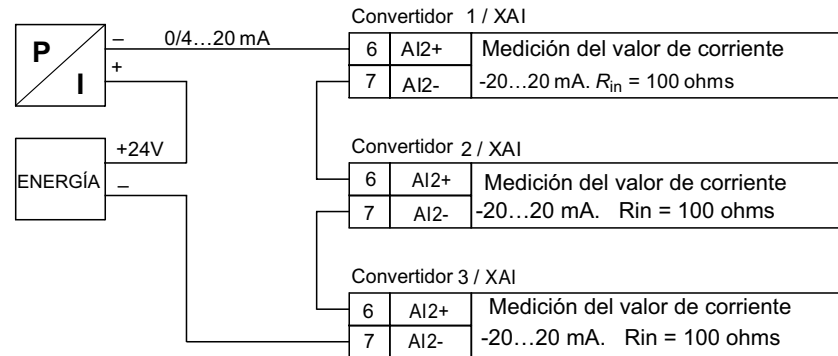 Convertidor 1 / XAI
P
I
–
0/4…20 mA
+
6 AI2+ Medición del valor de corriente
7 AI2- -20…20 mA. Rin = 100 ohms
ENERGÍA
+24V
–
Convertidor 2 / XAI
6 AI2+ Medición del valor de corriente
7 AI2- -20…20 mA. Rin = 100 ohms
Convertidor 3 / XAI
6 AI2+ Medición del valor de corriente
7 AI2- -20…20 mA. Rin = 100 ohms